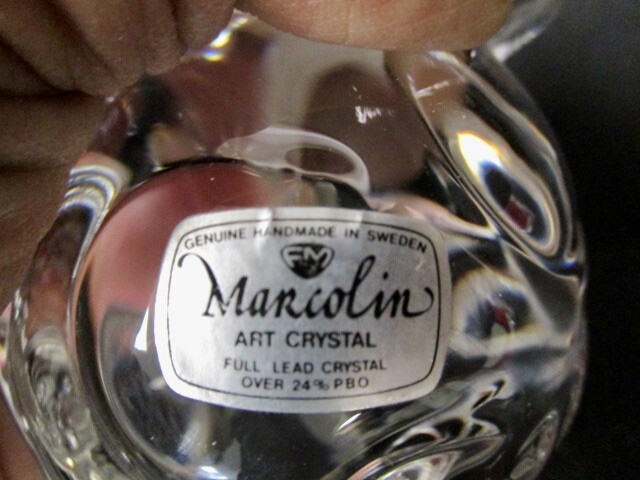 GENUINE HANDMADE IN SWEDEN
FM
Marcolin
ART CRYSTAL
FULL LEAD CRYSTAL
OVER 24% PBO